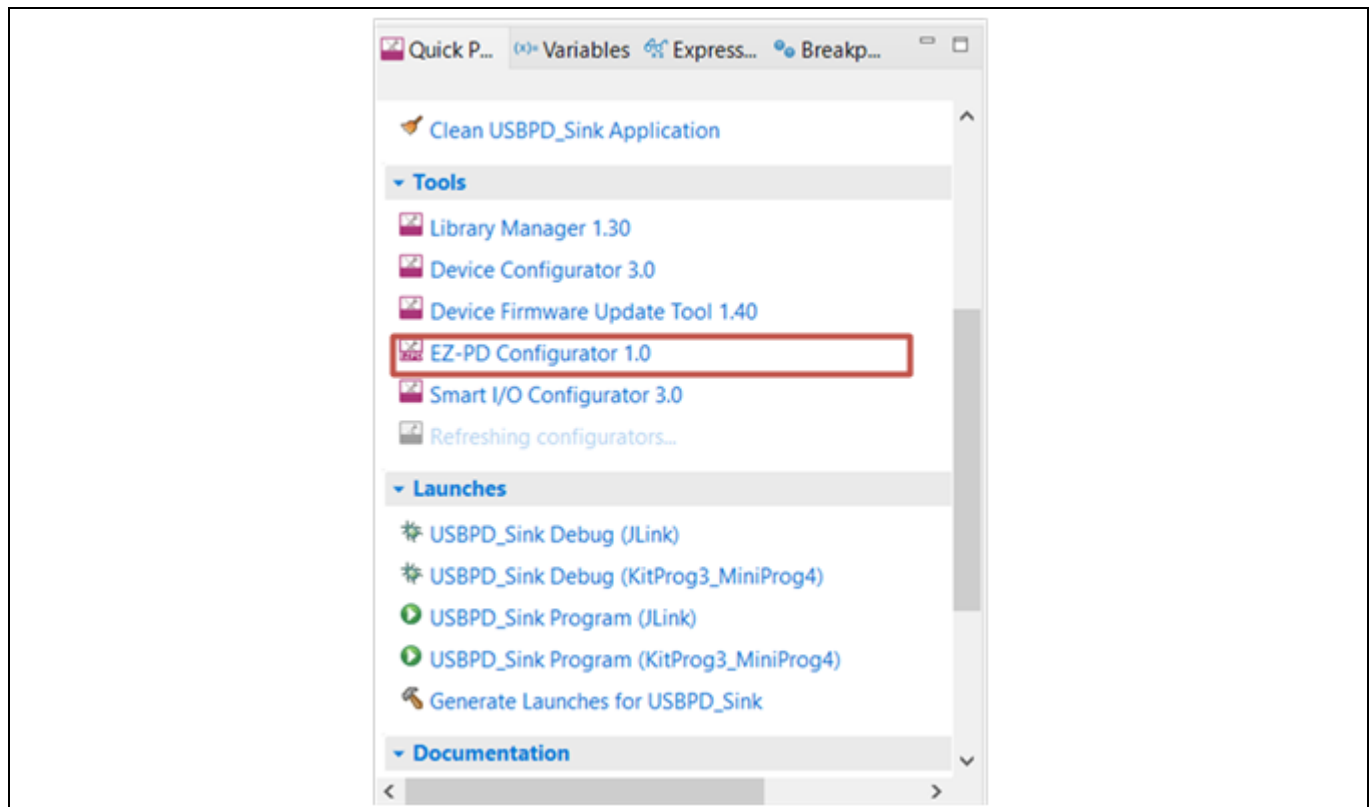 Quick P... (x)= Variables Express... Breakp...
Clean USBPD_Sink Application
Tools
Library Manager 1.30
Device Configurator 3.0
Device Firmware Update Tool 1.40
EZ-PD Configurator 1.0
Smart I/O Configurator 3.0
Refreshing configurators...
Launches
USBPD_Sink Debug (JLink)
USBPD_Sink Debug (KitProg3_MiniProg4)
USBPD_Sink Program (JLink)
USBPD_Sink Program (KitProg3_MiniProg4)
Generate Launches for USBPD_Sink
Documentation